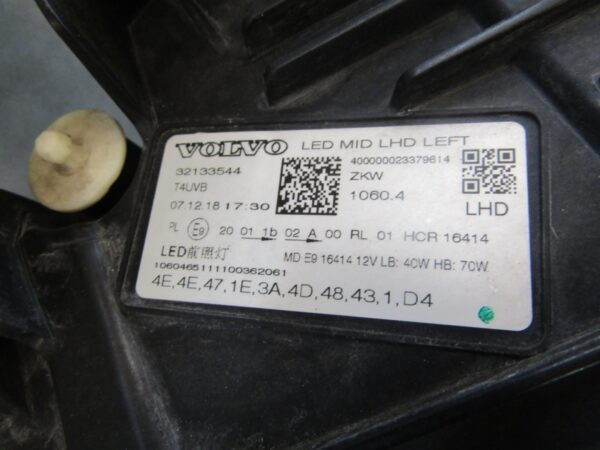 VOLVO LED MID LHD LEFT
32133544 400000023379614
T4UVB ZKW
07.12.18 17:30 1060.4 LHD
PL E9 20 01 1b 02 A 00 RL 01 HCR 16414
LED前照灯 MD E9 16414 12V LB: 40W HB: 70W
1060465111100362061
4E,4E,47,1E,3A,4D,48,43,1,D4